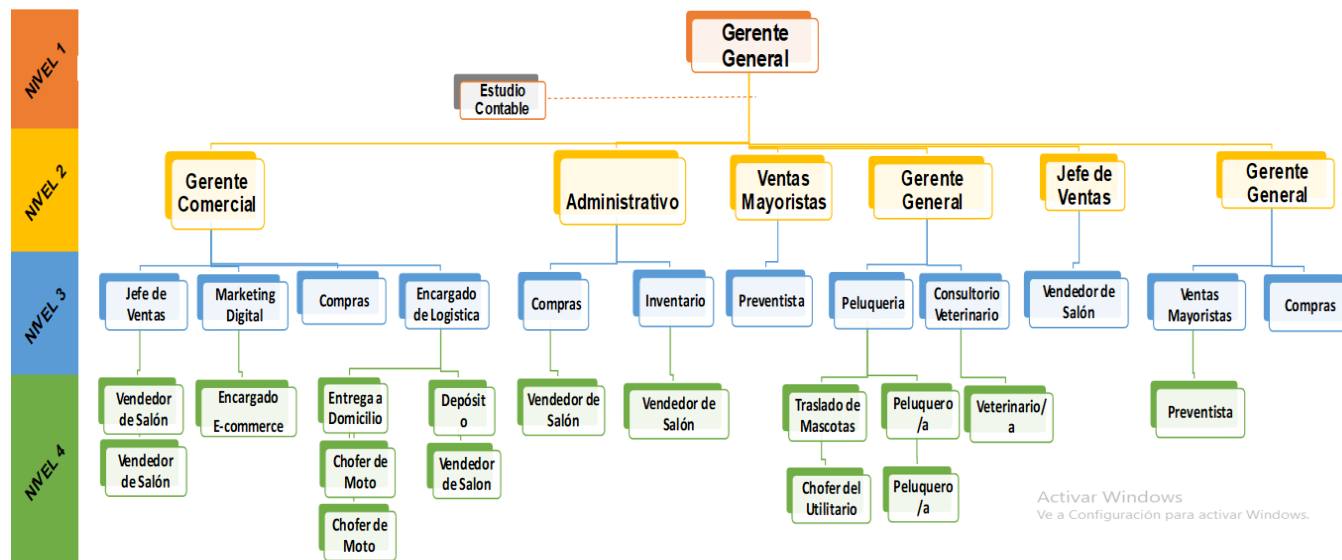 NIVEL 1
Gerente
General
Estudio
Contable
NIVEL 2
Gerente
Comercial
Administrativo
Ventas
Mayoristas
Gerente
General
Jefe de
Ventas
Gerente
General
NIVEL 3
Jefe de
Ventas
Marketing
Digital
Compras
Encargado
de Logistica
Compras
Inventario
Preventista
Peluqueria
Consultorio
Veterinario
Vendedor de
Salón
Ventas
Mayoristas
Compras
NIVEL 4
Vendedor
de Salón
Vendedor
de Salón
Encargado
E-commerce
Entrega a
Domicilio
Chofer de
Moto
Chofer de
Moto
Depósit
o
Vendedor
de Salon
Vendedor de
Salón
Vendedor de
Salón
Traslado de
Mascotas
Chofer del
Utilitario
Peluquero
/a
Peluquero
/a
Veterinario/
a
Preventista
Activar Windows
Ve a Configuración para activar Windows.